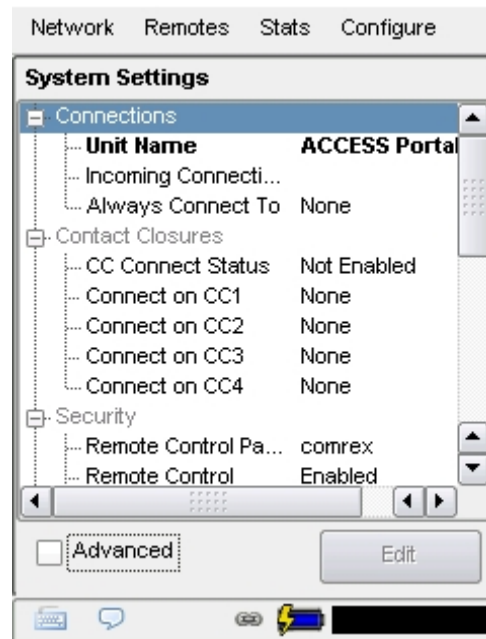 Network Remotes Stats Configure
System Settings
Connections
Unit Name ACCESS Portal
Incoming Connecti...
Always Connect To None
Contact Closures
CC Connect Status Not Enabled
Connect on CC1 None
Connect on CC2 None
Connect on CC3 None
Connect on CC4 None
Security
Remote Control Pa... comrex
Remote Control Enabled
Advanced Edit